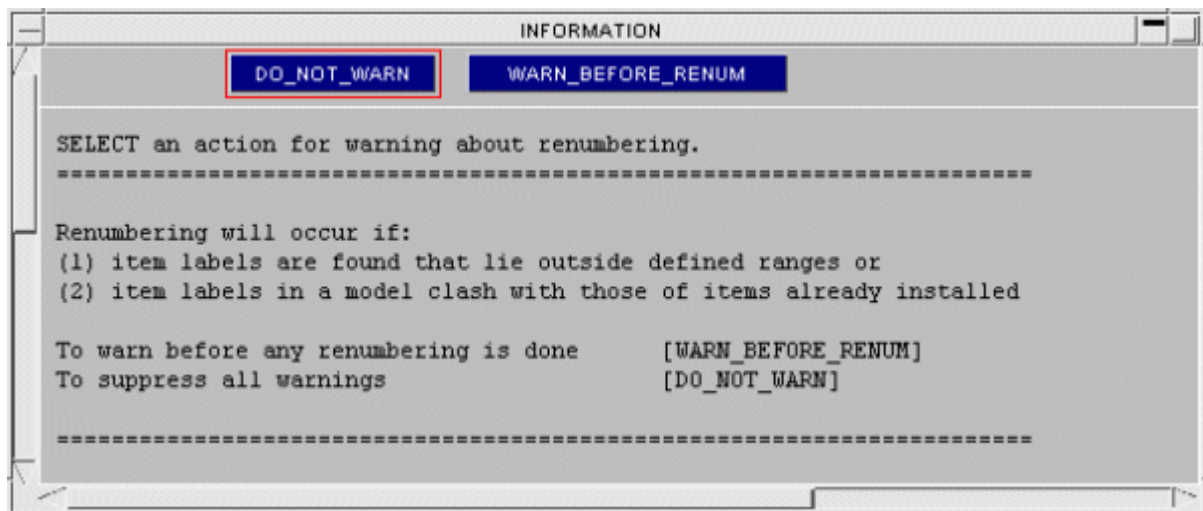 INFORMATION
DO_NOT_WARN WARN_BEFORE_RENUM
SELECT an action for warning about renumbering.
=======================================================================
Renumbering will occur if:
(1) item labels are found that lie outside defined ranges or
(2) item labels in a model clash with those of items already installed
To warn before any renumbering is done [WARN_BEFORE_RENUM]
To suppress all warnings [DO_NOT_WARN]
=======================================================================